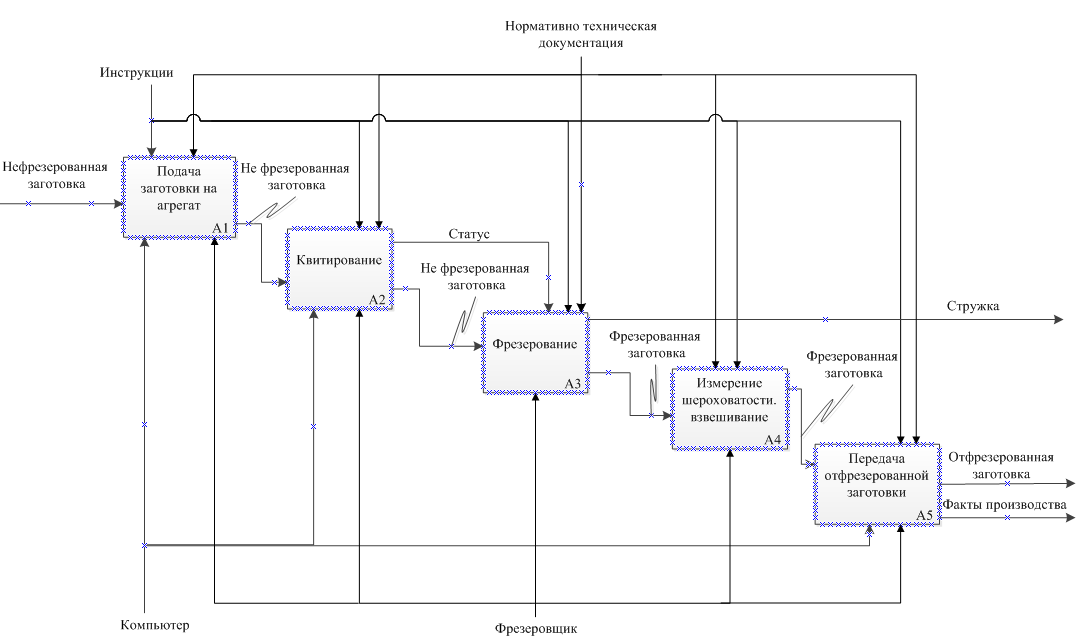 Нормативно техническая
документация
Инструкции
Нефрезерованная
заготовка
Подача
заготовки на
агрегат
A1
Не фрезерованная
заготовка
Квитирование
A2
Статус
Не фрезерованная
заготовка
Фрезерование
A3
Стружка
Фрезерованная
заготовка
Измерение
шероховатости.
взвешивание
A4
Фрезерованная
заготовка
Передача
отфрезерованной
заготовки
A5
Отфрезерованная
заготовка
Факты производства
Компьютер
Фрезеровщик